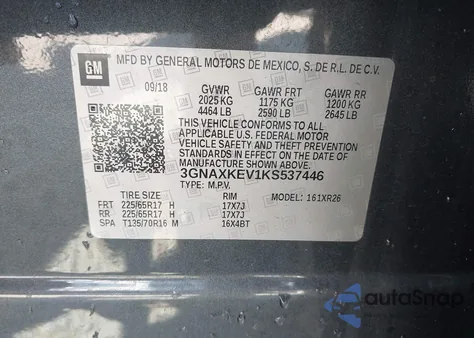 GM
MFD BY GENERAL MOTORS DE MEXICO, S. DE R.L. DE C.V.
09/18 GVWR GAWR FRT GAWR RR
2025 KG 1175 KG 1200 KG
4464 LB 2590 LB 2645 LB
THIS VEHICLE CONFORMS TO ALL
APPLICABLE U.S. FEDERAL MOTOR
VEHICLE SAFETY, BUMPER, AND
THEFT PREVENTION STANDARDS IN
EFFECT ON THE DATE OF
MANUFACTURE SHOWN ABOVE.
3GNAXKEV1KS537446
TYPE: M.P.V. MODEL: 161XR26
TIRE SIZE RIM
FRT 225/65R17 H 17X7J
RR 225/65R17 H 17X7J
SPA T135/70R16 M 16X4BT
autoSnap